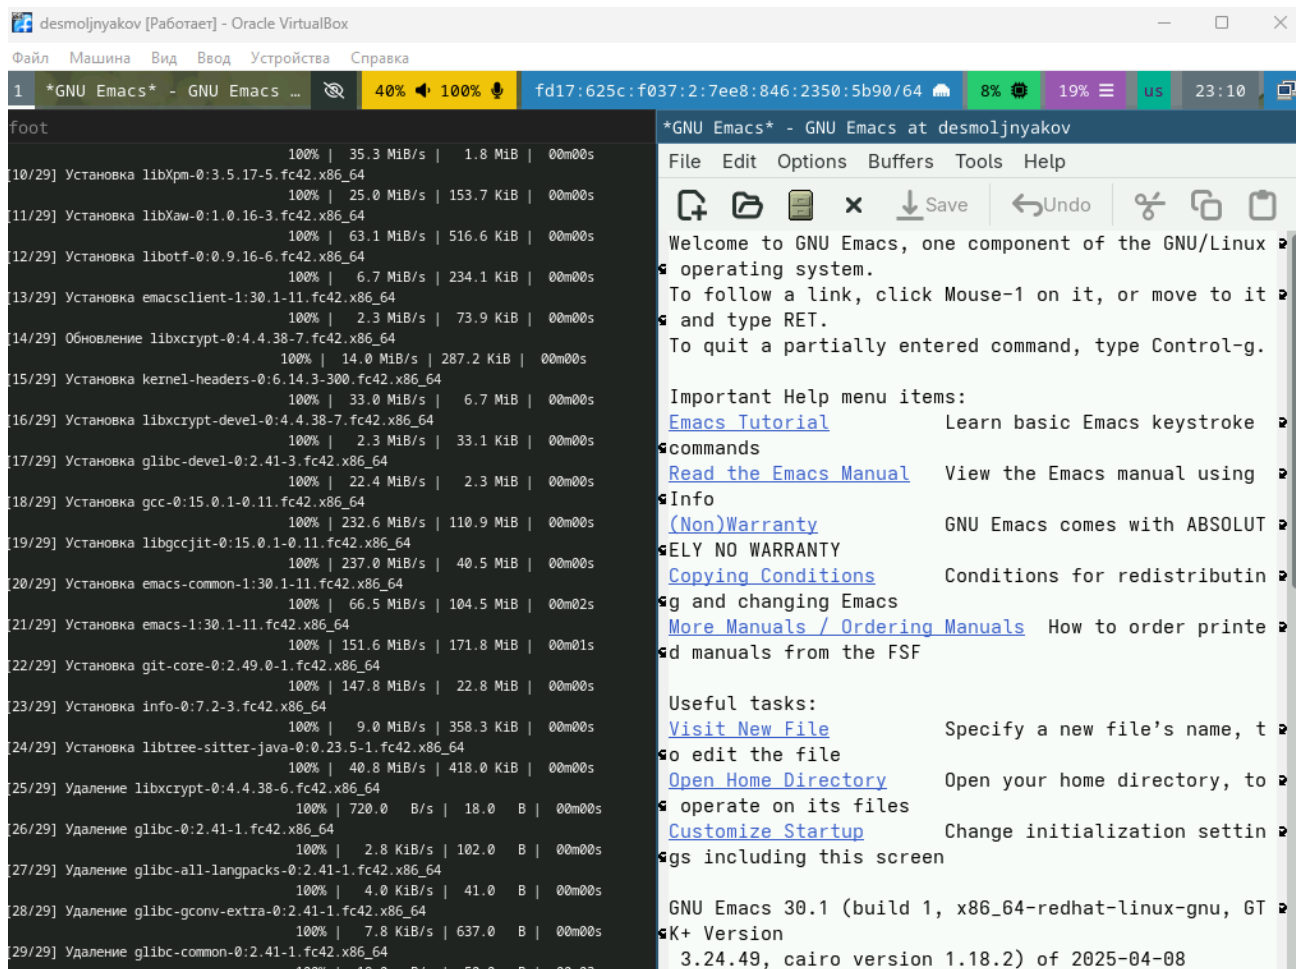 desmoljnyakov [Работает] - Oracle VirtualBox
Файл Машина Вид Ввод Устройства Справка
1 *GNU Emacs* - GNU Emacs … 40% 100% fd17:625c:f037:2:7ee8:846:2350:5b90/64 8% 19% us 23:10
foot
100% | 35.3 MiB/s | 1.8 MiB | 00m00s
[10/29] Установка libXpm-0:3.5.17-5.fc42.x86_64
100% | 25.0 MiB/s | 153.7 KiB | 00m00s
[11/29] Установка libXaw-0:1.0.16-3.fc42.x86_64
100% | 63.1 MiB/s | 516.6 KiB | 00m00s
[12/29] Установка libotf-0:0.9.16-6.fc42.x86_64
100% | 6.7 MiB/s | 234.1 KiB | 00m00s
[13/29] Установка emacsclient-1:30.1-11.fc42.x86_64
100% | 2.3 MiB/s | 73.9 KiB | 00m00s
[14/29] Обновление libxcrypt-0:4.4.38-7.fc42.x86_64
100% | 14.0 MiB/s | 287.2 KiB | 00m00s
[15/29] Установка kernel-headers-0:6.14.3-300.fc42.x86_64
100% | 33.0 MiB/s | 6.7 MiB | 00m00s
[16/29] Установка libxcrypt-devel-0:4.4.38-7.fc42.x86_64
100% | 2.3 MiB/s | 33.1 KiB | 00m00s
[17/29] Установка glibc-devel-0:2.41-3.fc42.x86_64
100% | 22.4 MiB/s | 2.3 MiB | 00m00s
[18/29] Установка gcc-0:15.0.1-0.11.fc42.x86_64
100% | 232.6 MiB/s | 110.9 MiB | 00m00s
[19/29] Установка libgccjit-0:15.0.1-0.11.fc42.x86_64
100% | 237.0 MiB/s | 40.5 MiB | 00m00s
[20/29] Установка emacs-common-1:30.1-11.fc42.x86_64
100% | 66.5 MiB/s | 104.5 MiB | 00m02s
[21/29] Установка emacs-1:30.1-11.fc42.x86_64
100% | 151.6 MiB/s | 171.8 MiB | 00m01s
[22/29] Установка git-core-0:2.49.0-1.fc42.x86_64
100% | 147.8 MiB/s | 22.8 MiB | 00m00s
[23/29] Установка info-0:7.2-3.fc42.x86_64
100% | 9.0 MiB/s | 358.3 KiB | 00m00s
[24/29] Установка libtree-sitter-java-0:0.23.5-1.fc42.x86_64
100% | 40.8 MiB/s | 418.0 KiB | 00m00s
[25/29] Удаление libxcrypt-0:4.4.38-6.fc42.x86_64
100% | 720.0 B/s | 18.0 B | 00m00s
[26/29] Удаление glibc-0:2.41-1.fc42.x86_64
100% | 2.8 KiB/s | 102.0 B | 00m00s
[27/29] Удаление glibc-all-langpacks-0:2.41-1.fc42.x86_64
100% | 4.0 KiB/s | 41.0 B | 00m00s
[28/29] Удаление glibc-gconv-extra-0:2.41-1.fc42.x86_64
100% | 7.8 KiB/s | 637.0 B | 00m00s
[29/29] Удаление glibc-common-0:2.41-1.fc42.x86_64
*GNU Emacs* - GNU Emacs at desmoljnyakov
File Edit Options Buffers Tools Help
Save Undo
Welcome to GNU Emacs, one component of the GNU/Linux
operating system.
To follow a link, click Mouse-1 on it, or move to it
and type RET.
To quit a partially entered command, type Control-g.
Important Help menu items:
Emacs Tutorial Learn basic Emacs keystroke
commands
Read the Emacs Manual View the Emacs manual using
Info
(Non)Warranty GNU Emacs comes with ABSOLUT
ELY NO WARRANTY
Copying Conditions Conditions for redistributin
g and changing Emacs
More Manuals / Ordering Manuals How to order printe
d manuals from the FSF
Useful tasks:
Visit New File Specify a new file’s name, t
o edit the file
Open Home Directory Open your home directory, to
operate on its files
Customize Startup Change initialization settin
gs including this screen
GNU Emacs 30.1 (build 1, x86_64-redhat-linux-gnu, GT
K+ Version
3.24.49, cairo version 1.18.2) of 2025-04-08